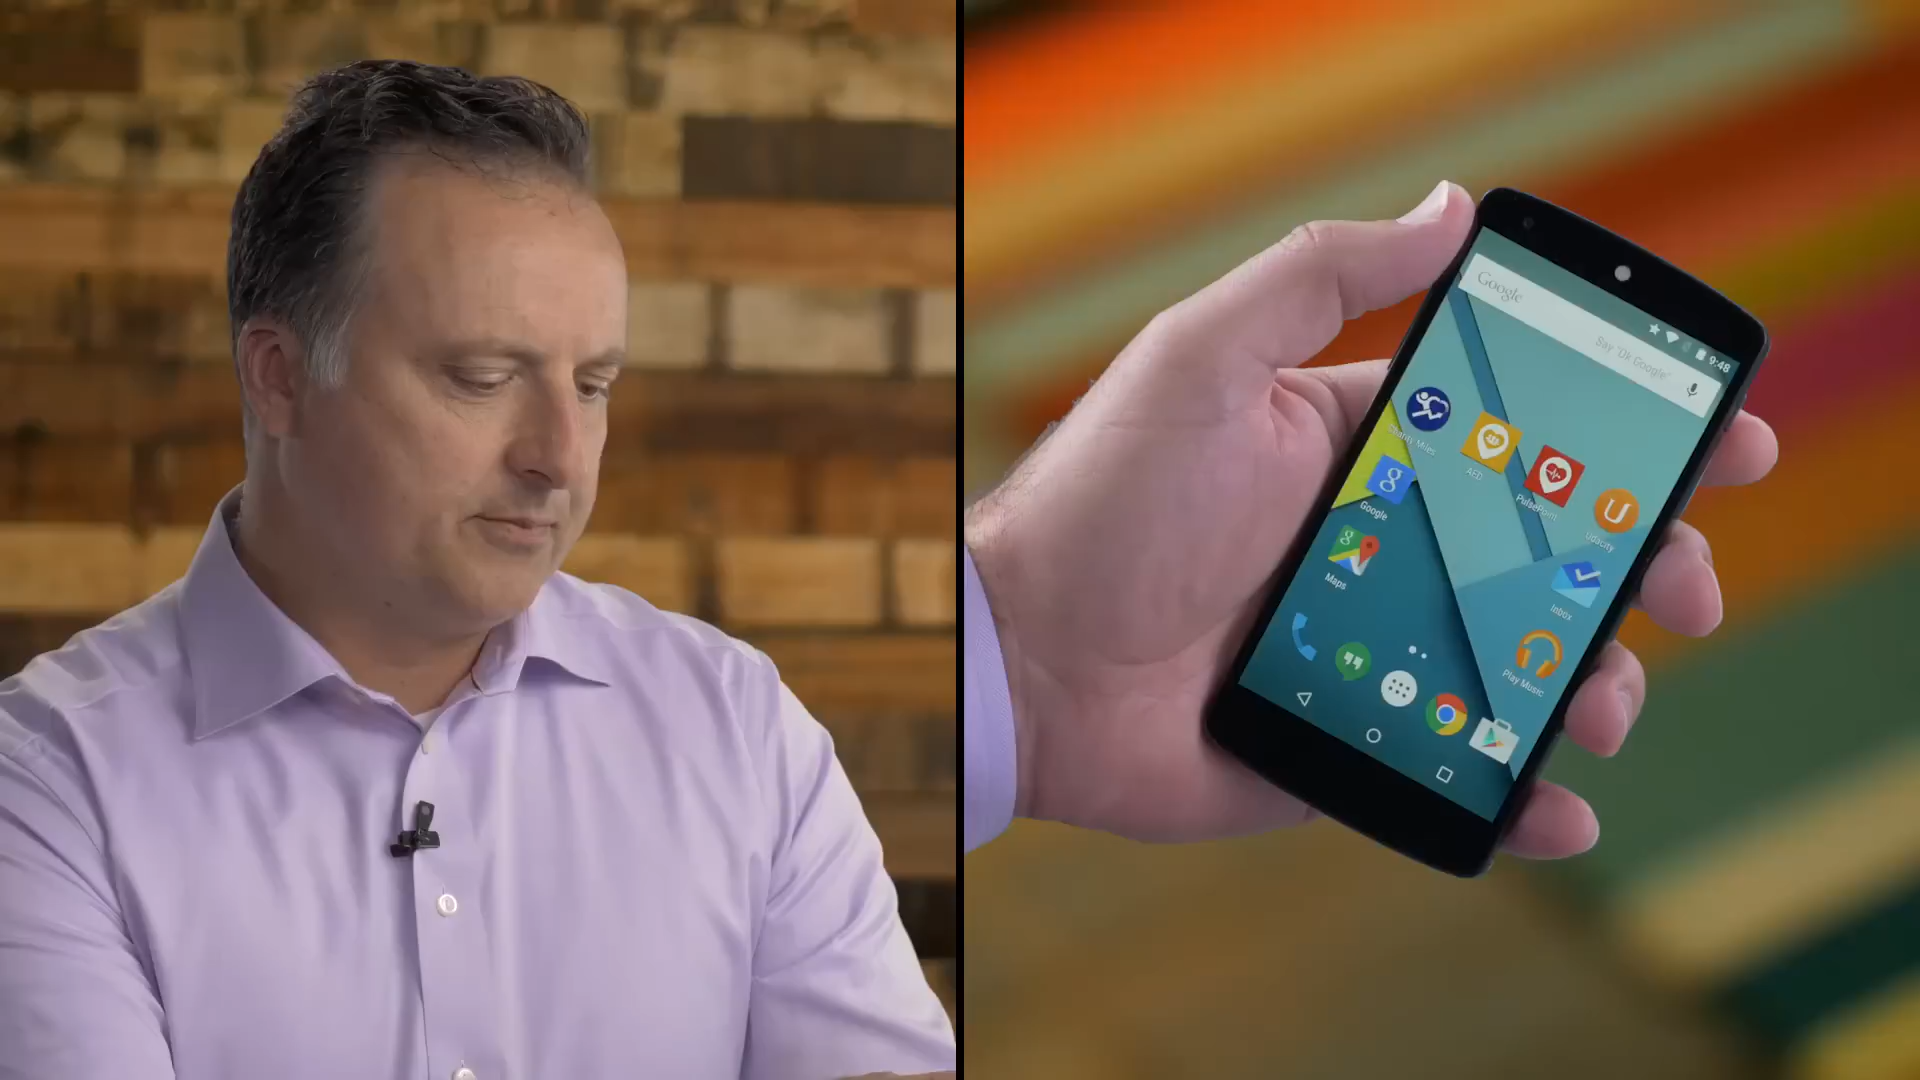 Google
Say "Ok Google"
9:48
Charity Miles
AED
PulsePoint
U
Udacity
g
Google
g
Maps
Inbox
Play Music